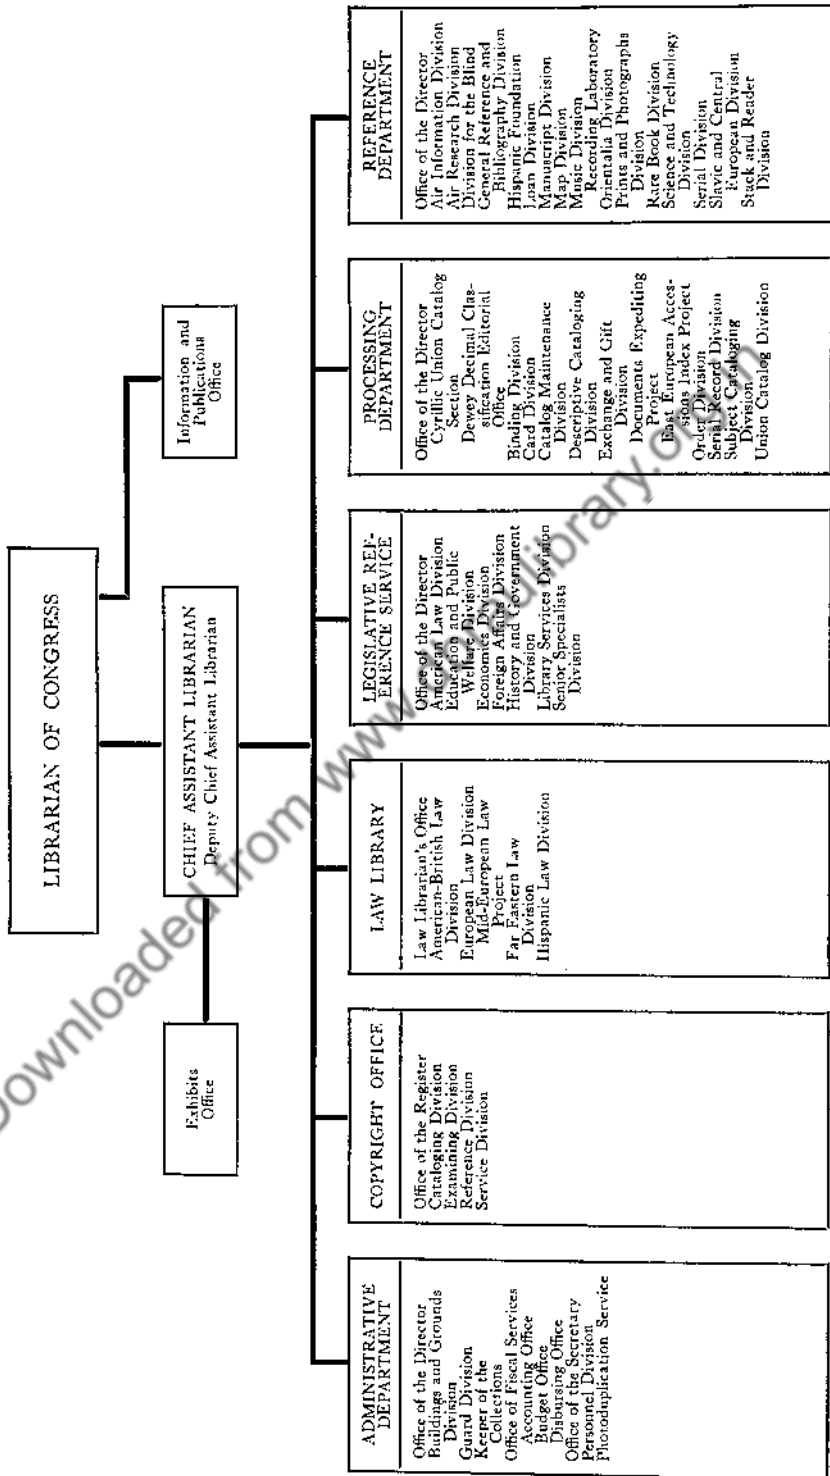 LIBRARIAN OF CONGRESS
Information and
Publications
Office
CHIEF ASSISTANT LIBRARIAN
Deputy Chief Assistant Librarian
Exhibits
Office
ADMINISTRATIVE
DEPARTMENT
Office of the Director
Buildings and Grounds
Division
Guard Division
Keeper of the
Collections
Office of Fiscal Services
Accounting Office
Budget Office
Disbursing Office
Office of the Secretary
Personnel Division
Photoduplication Service
COPYRIGHT OFFICE
Office of the Register
Cataloging Division
Examining Division
Reference Division
Service Division
LAW LIBRARY
Law Librarian's Office
American-British Law
Division
European Law Division
Mid-European Law
Project
Far Eastern Law
Division
Hispanic Law Division
LEGISLATIVE REF-
ERENCE SERVICE
Office of the Director
American Law Division
Education and Public
Welfare Division
Economics Division
Foreign Affairs Division
History and Government
Division
Library Services Division
Senior Specialists
Division
PROCESSING
DEPARTMENT
Office of the Director
Cyrillic Union Catalog
Section
Dewey Decimal Clas-
sification Editorial
Office
Binding Division
Card Division
Catalog Maintenance
Division
Descriptive Cataloging
Division
Exchange and Gift
Division
Documents Expediting
Project
East European Acces-
sions Index Project
Order Division
Serial Record Division
Subject Cataloging
Division
Union Catalog Division
REFERENCE
DEPARTMENT
Office of the Director
Air Information Division
Air Research Division
Division for the Blind
General Reference and
Bibliography Division
Hispanic Foundation
Loan Division
Manuscript Division
Map Division
Music Division
Recording Laboratory
Orientalia Division
Prints and Photographs
Division
Rare Book Division
Science and Technology
Division
Serial Division
Slavic and Central
European Division
Stack and Reader
Division
Downloaded from www.dbraulibrary.org.in